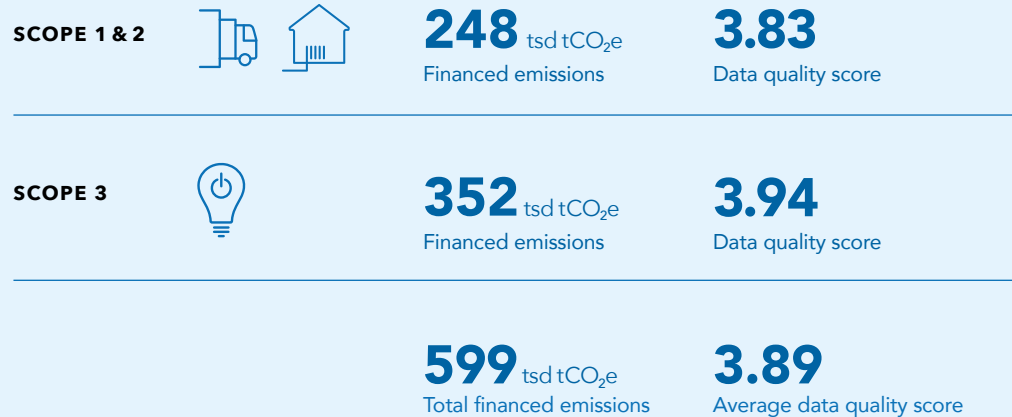 SCOPE 1 & 2
248 tsd tCO₂e
Financed emissions
3.83
Data quality score
SCOPE 3
352 tsd tCO₂e
Financed emissions
3.94
Data quality score
599 tsd tCO₂e
Total financed emissions
3.89
Average data quality score